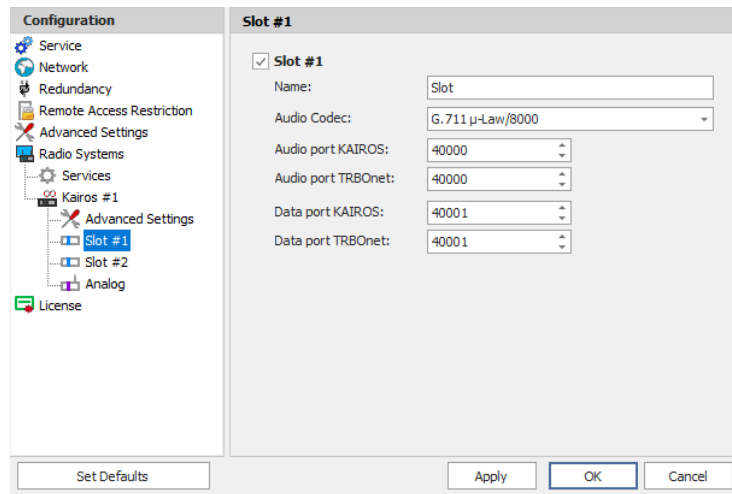 Configuration
Service
Network
Redundancy
Remote Access Restriction
Advanced Settings
Radio Systems
Services
Kairos #1
Advanced Settings
Slot #1
Slot #2
Analog
License
Set Defaults
Slot #1
Slot #1
Name: Slot
Audio Codec: G.711 µ-Law/8000
Audio port KAIROS: 40000
Audio port TRBOnet: 40000
Data port KAIROS: 40001
Data port TRBOnet: 40001
Apply OK Cancel